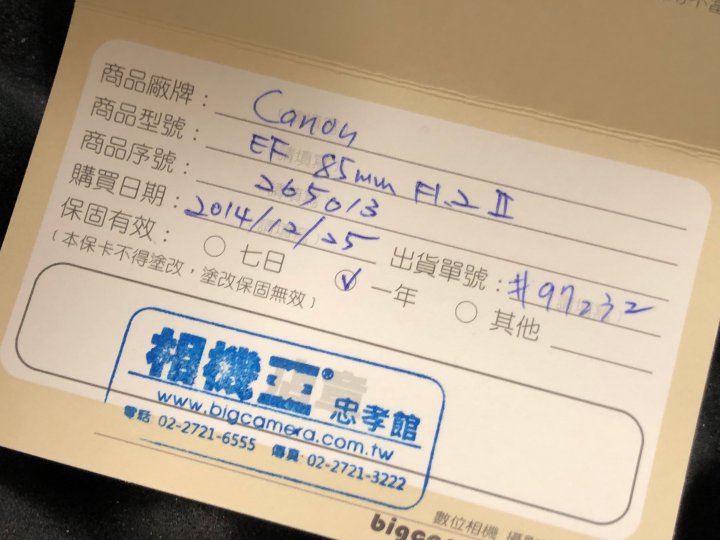 商品廠牌： Canon
商品型號： EF 85mm F1.2 II
商品序號： 265013
購買日期： 2014/12/25 出貨單號：#97232
保固有效： ○ 七日 ✓ 一年 ○ 其他
（本保卡不得塗改，塗改保固無效）
相機王® 忠孝館
www.bigcamera.com.tw
電話 02-2721-6555 傳真 02-2721-3222
數位相機